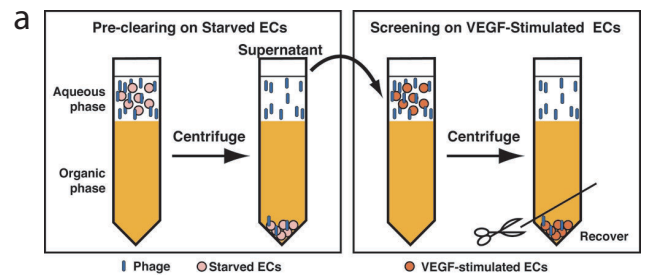 a
Pre-clearing on Starved ECs
Screening on VEGF-Stimulated ECs
Supernatant
Aqueous
phase
Centrifuge
Centrifuge
Organic
phase
Recover
Phage
Starved ECs
VEGF-stimulated ECs